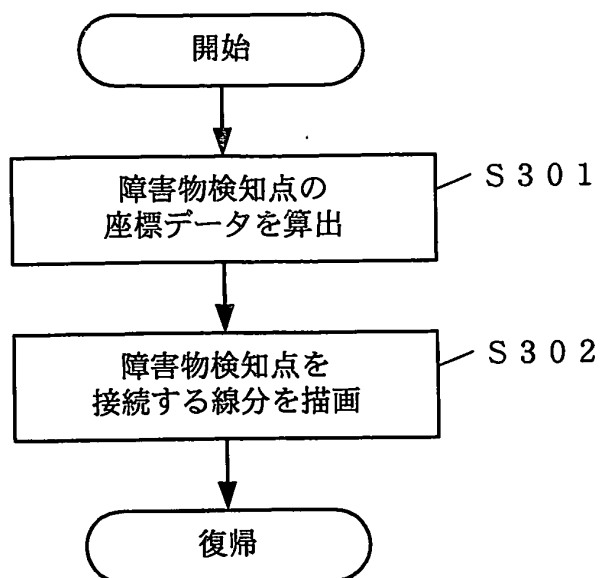 開始
障害物検知点の
座標データを算出
S301
障害物検知点を
接続する線分を描画
S302
復帰